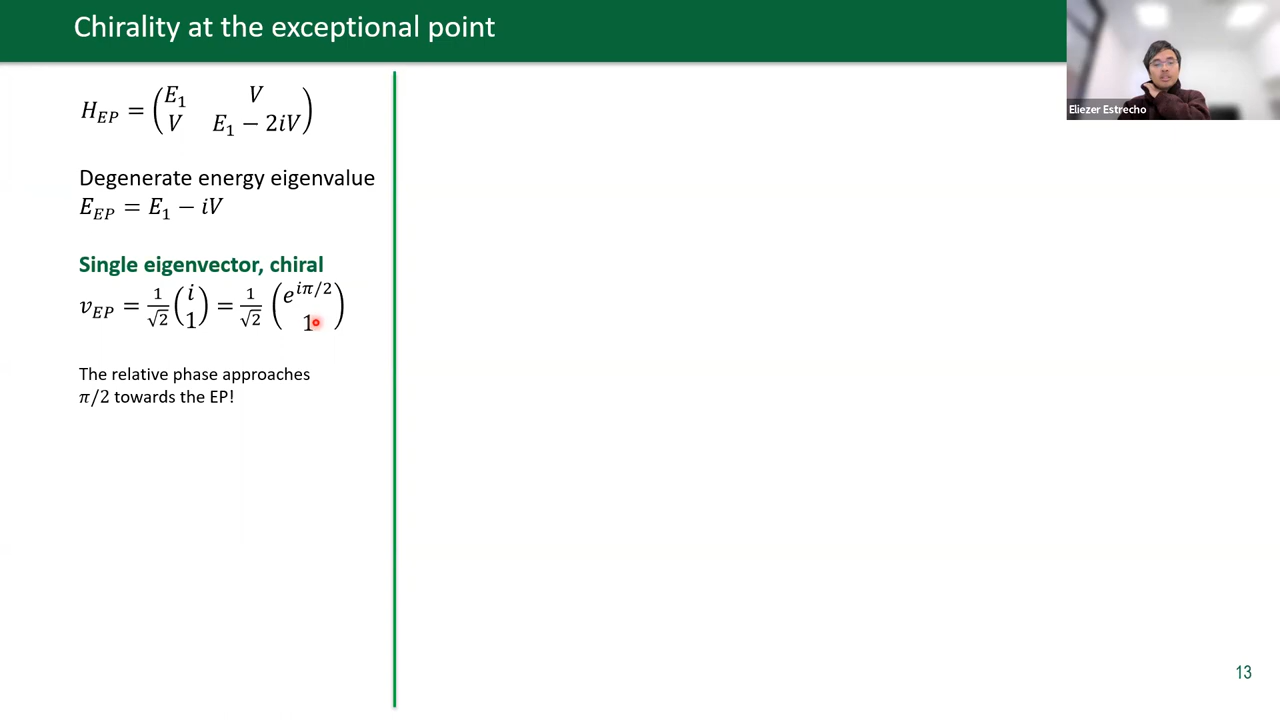 Chirality at the exceptional point
Eliezer Estrecho
H_EP = (E_1 V
V E_1 − 2iV)
Degenerate energy eigenvalue
E_EP = E_1 − iV
Single eigenvector, chiral
v_EP = 1/√2 (i 1) = 1/√2 (e^{iπ/2} 1)
The relative phase approaches
π/2 towards the EP!
13